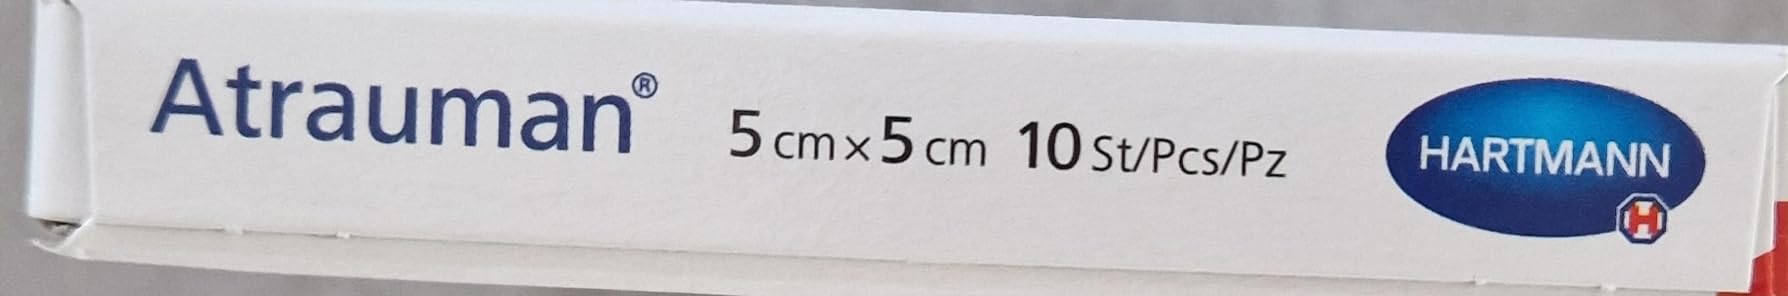 Atrauman® 5 cm x 5 cm 10 St/Pcs/Pz HARTMANN